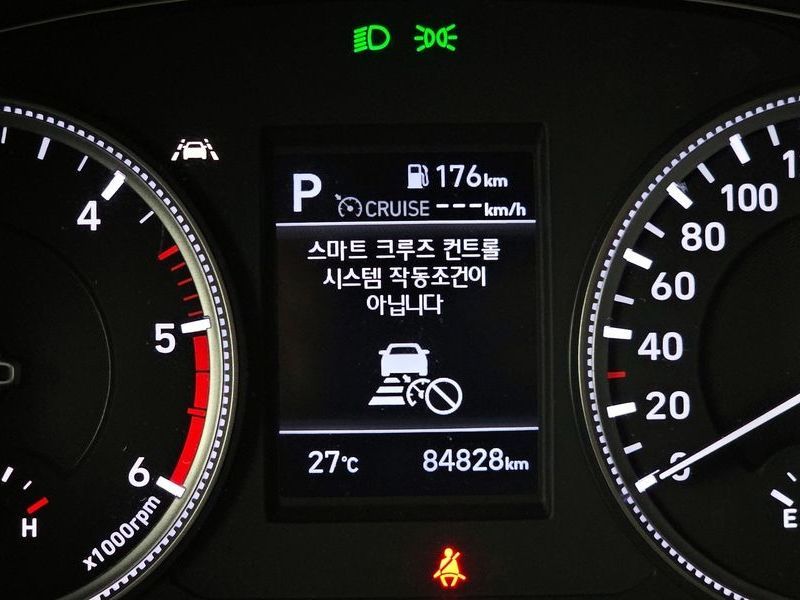 P
176km
CRUISE ---km/h
스마트 크루즈 컨트롤
시스템 작동조건이
아닙니다
27℃
84828km
4
5
6
x1000rpm
H
100
80
60
40
20
0
E